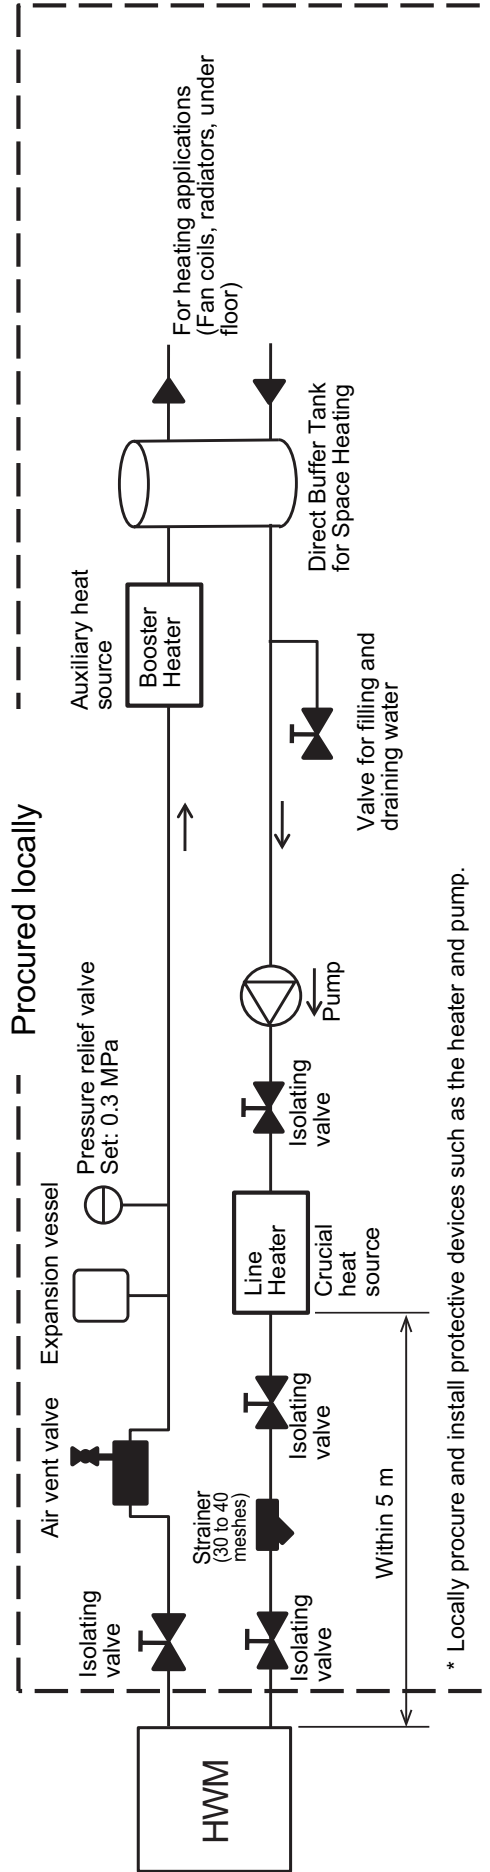 Procured locally
Isolating
valve
Air vent valve
Expansion vessel
Pressure relief valve
Set: 0.3 MPa
Auxiliary heat
source
Booster
Heater
For heating applications
(Fan coils, radiators, under
floor)
HWM
Isolating
valve
Strainer
(30 to 40
meshes)
Isolating
valve
Line
Heater
Crucial
heat
source
Isolating
valve
Pump
Valve for filling and
draining water
Direct Buffer Tank
for Space Heating
Within 5 m
* Locally procure and install protective devices such as the heater and pump.